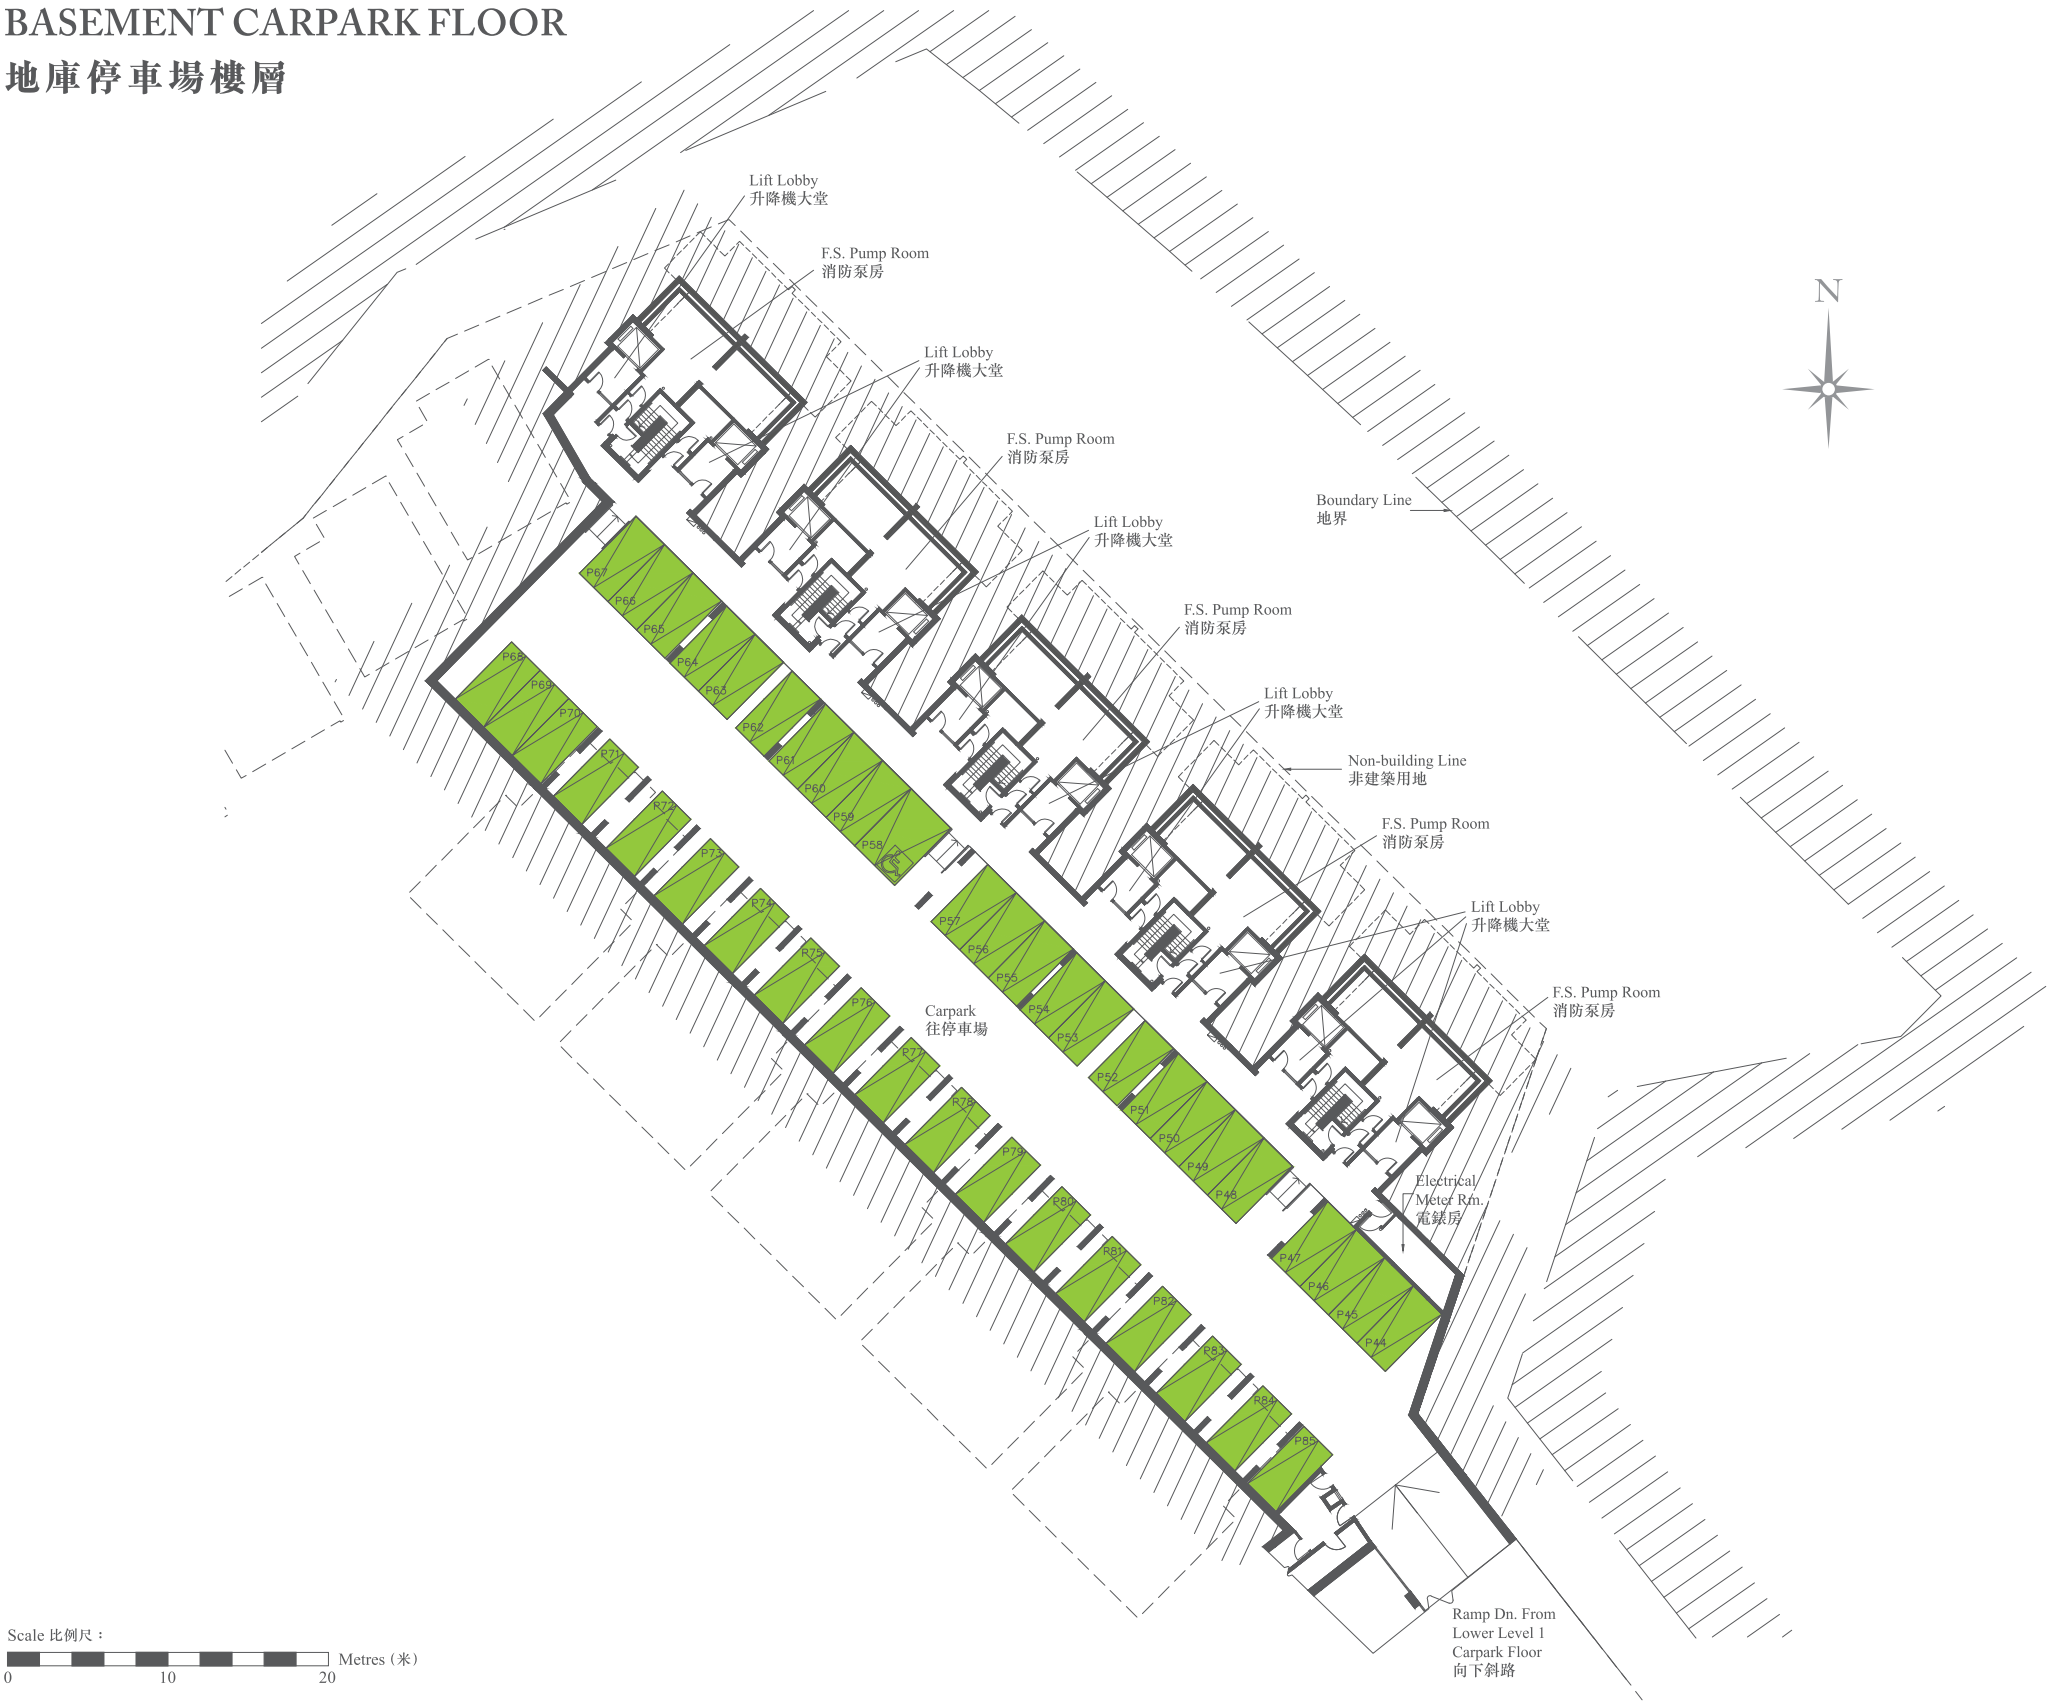 BASEMENT CARPARK FLOOR
地庫停車場樓層
Lift Lobby
升降機大堂
F.S. Pump Room
消防泵房
N
Lift Lobby
升降機大堂
F.S. Pump Room
消防泵房
Boundary Line
地界
Lift Lobby
升降機大堂
F.S. Pump Room
消防泵房
Lift Lobby
升降機大堂
Non-building Line
非建築用地
F.S. Pump Room
消防泵房
Lift Lobby
升降機大堂
F.S. Pump Room
消防泵房
Carpark
往停車場
Electrical
Meter Rm.
電錶房
P67
P66
P65
P64
P63
P62
P61
P60
P59
P58
P57
P56
P55
P54
P53
P52
P51
P50
P49
P48
P47
P46
P45
P44
P68
P69
P70
P71
P72
P73
P74
P75
P76
P77
P78
P79
P80
P81
P82
P83
P84
P85
Ramp Dn. From
Lower Level 1
Carpark Floor
向下斜路
Scale 比例尺：
0 10 20 Metres (米)